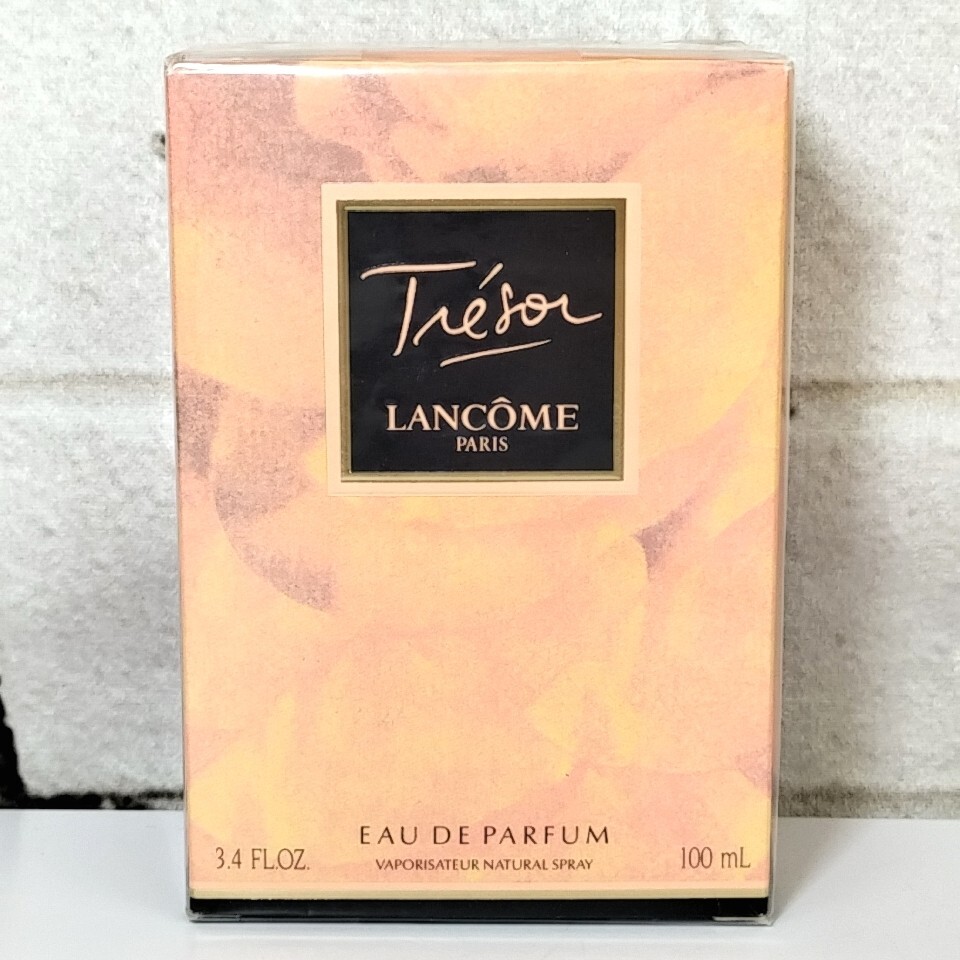 Trésor
LANCÔME
PARIS
EAU DE PARFUM
3.4 FL.OZ. VAPORISATEUR NATURAL SPRAY 100 mL